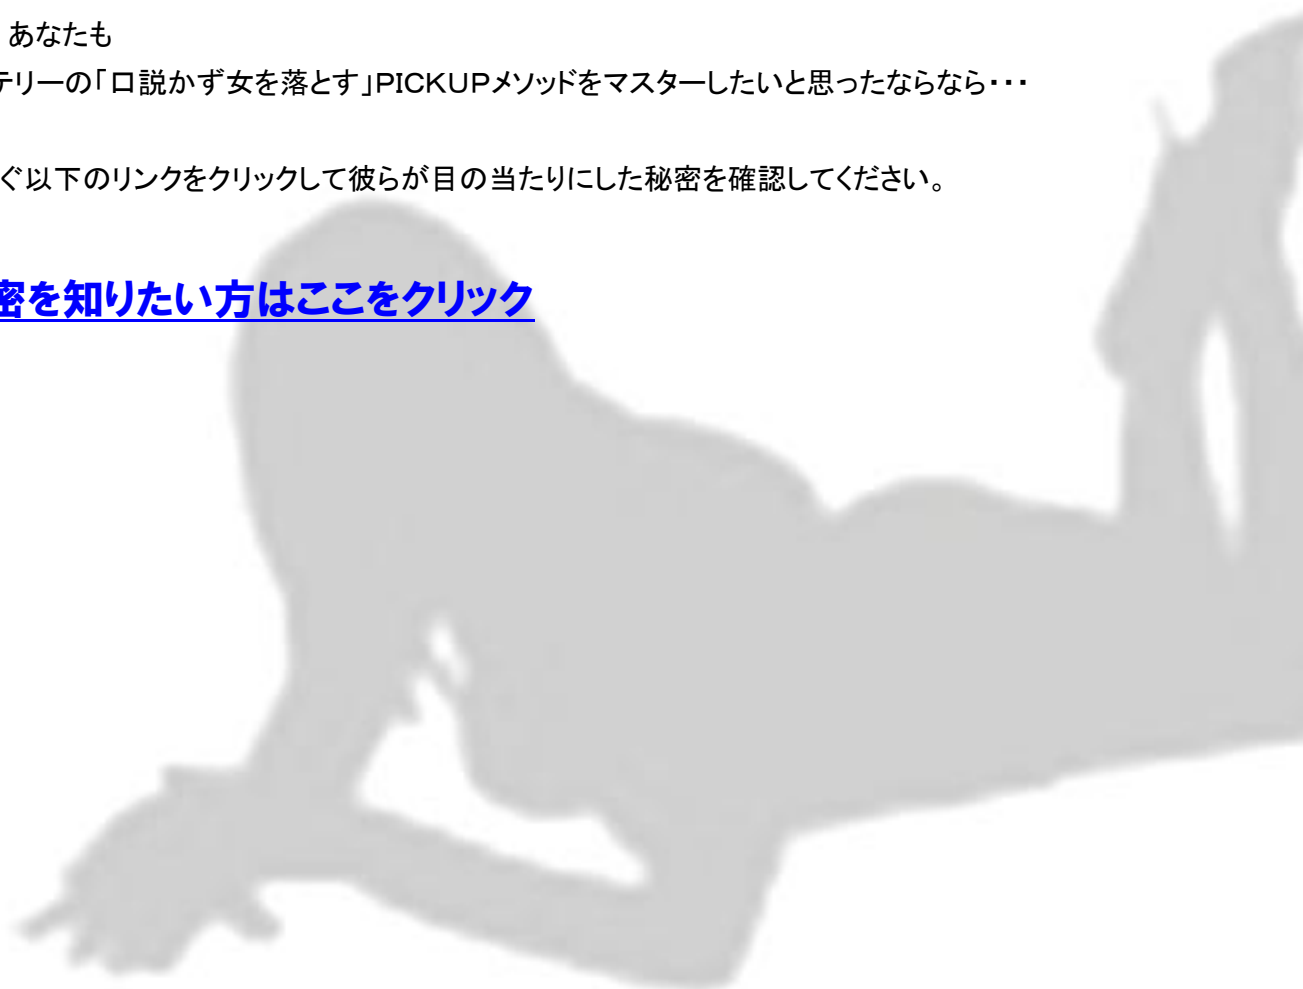 あなたも
テリーの「口説かず女を落とす」PICKUPメソッドをマスターしたいと思ったならなら・・・
ぐ以下のリンクをクリックして彼らが目の当たりにした秘密を確認してください。
密を知りたい方はここをクリック